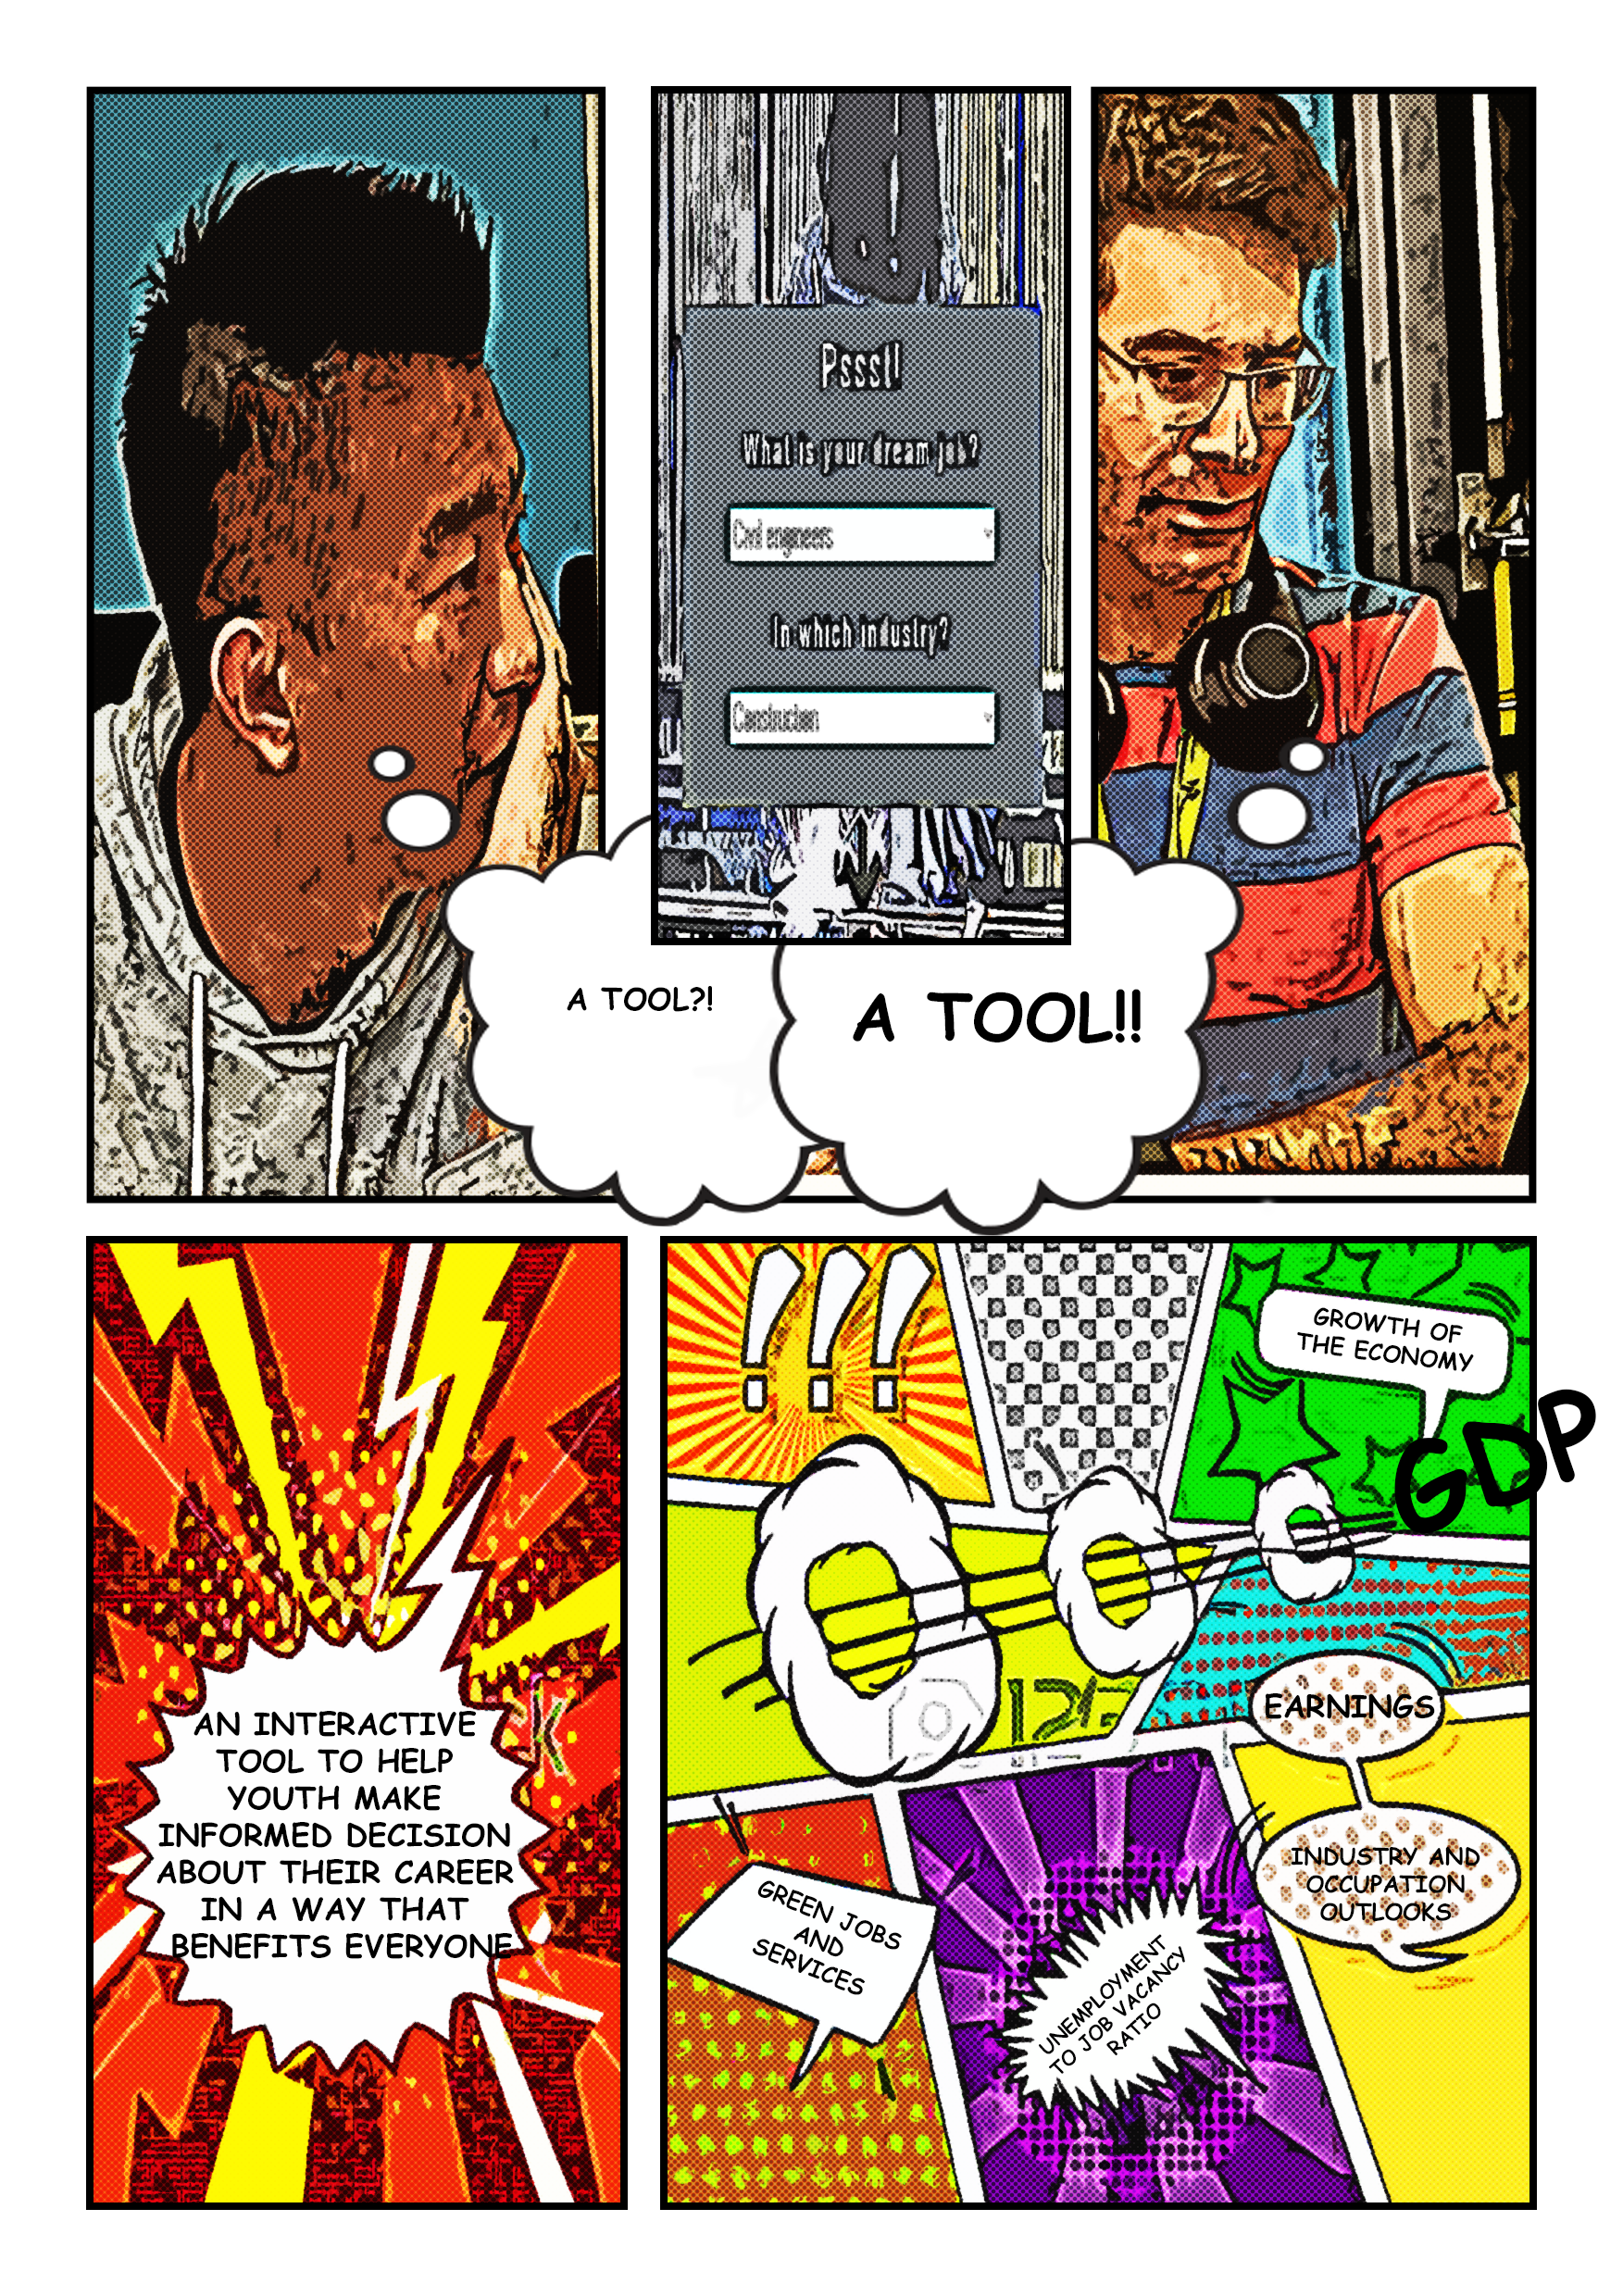 Pssst!
What is your dream job?
Civil engineers
In which industry?
Construction
A TOOL?!
A TOOL!!
AN INTERACTIVE
TOOL TO HELP
YOUTH MAKE
INFORMED DECISION
ABOUT THEIR CAREER
IN A WAY THAT
BENEFITS EVERYONE
!!!
GROWTH OF
THE ECONOMY
GDP
EARNINGS
INDUSTRY AND
OCCUPATION
OUTLOOKS
GREEN JOBS
AND
SERVICES
UNEMPLOYMENT
TO JOB VACANCY
RATIO